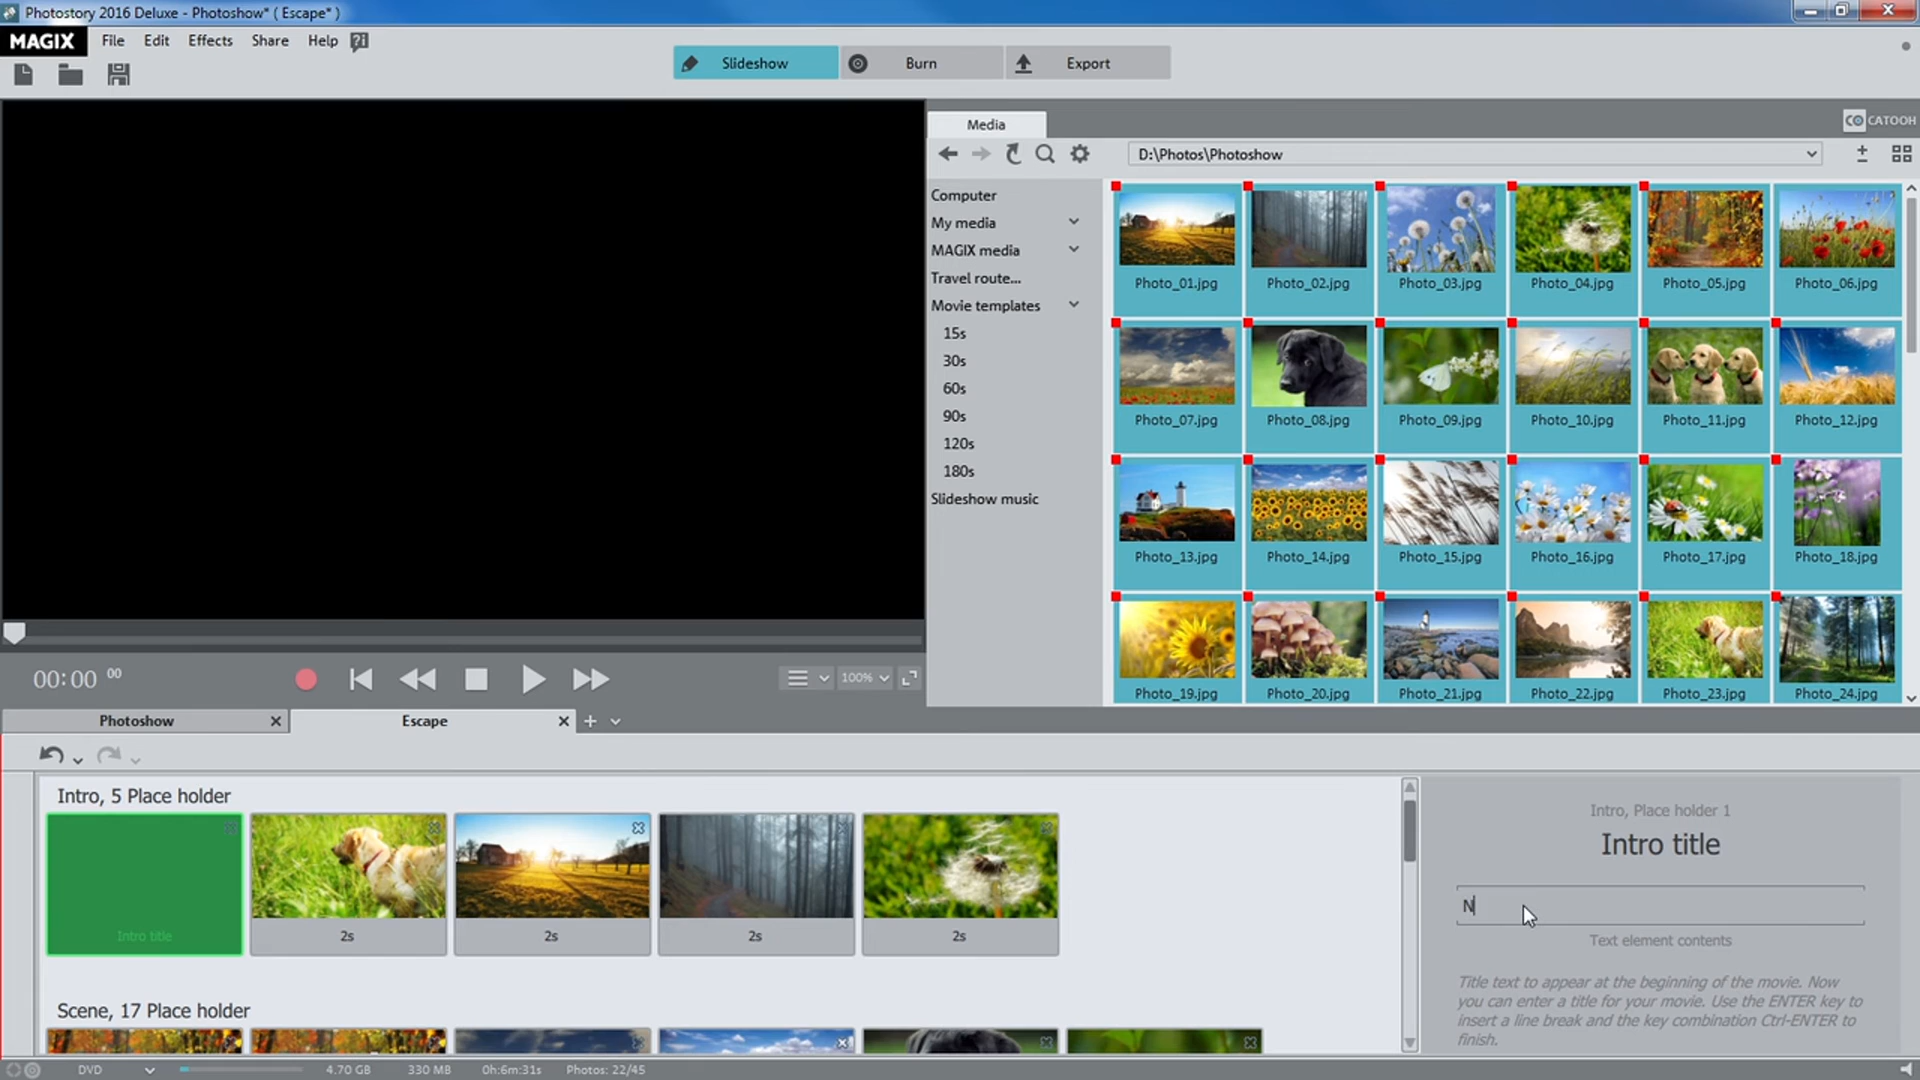 Photostory 2016 Deluxe - Photoshow* ( Escape* )
MAGIX File Edit Effects Share Help
Slideshow Burn Export
Media
CATOOH
D:\Photos\Photoshow
Computer
My media
MAGIX media
Travel route...
Movie templates
15s
30s
60s
90s
120s
180s
Slideshow music
Photo_01.jpg Photo_02.jpg Photo_03.jpg Photo_04.jpg Photo_05.jpg Photo_06.jpg
Photo_07.jpg Photo_08.jpg Photo_09.jpg Photo_10.jpg Photo_11.jpg Photo_12.jpg
Photo_13.jpg Photo_14.jpg Photo_15.jpg Photo_16.jpg Photo_17.jpg Photo_18.jpg
Photo_19.jpg Photo_20.jpg Photo_21.jpg Photo_22.jpg Photo_23.jpg Photo_24.jpg
00:00 00
100%
Photoshow Escape
Intro, 5 Place holder
Intro title 2s 2s 2s 2s
Scene, 17 Place holder
Intro, Place holder 1
Intro title
N
Text element contents
Title text to appear at the beginning of the movie. Now
you can enter a title for your movie. Use the ENTER key to
insert a line break and the key combination Ctrl-ENTER to
finish.
DVD 4.70 GB 330 MB 0h:6m:31s Photos: 22/45